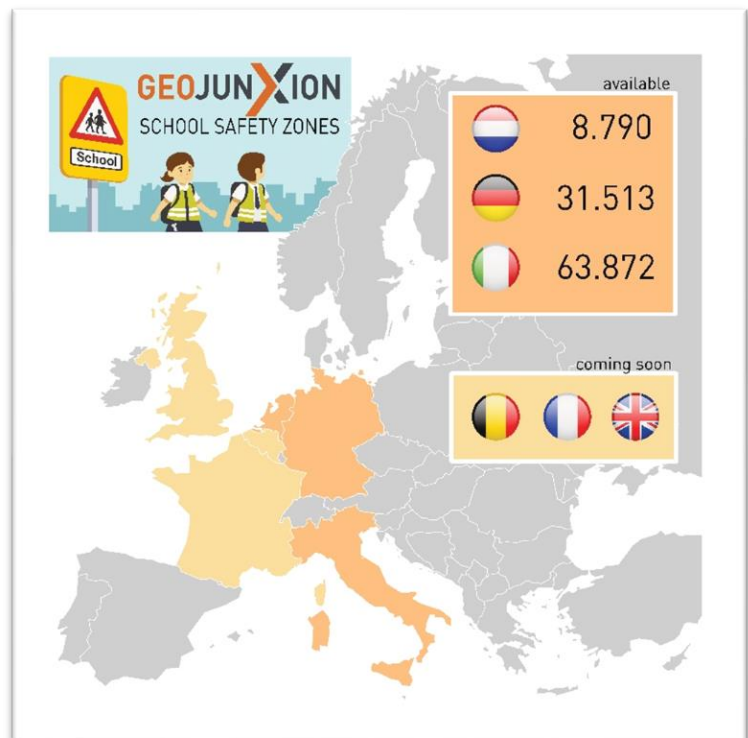 GEOJUNXION
SCHOOL SAFETY ZONES
School
available
8.790
31.513
63.872
coming soon